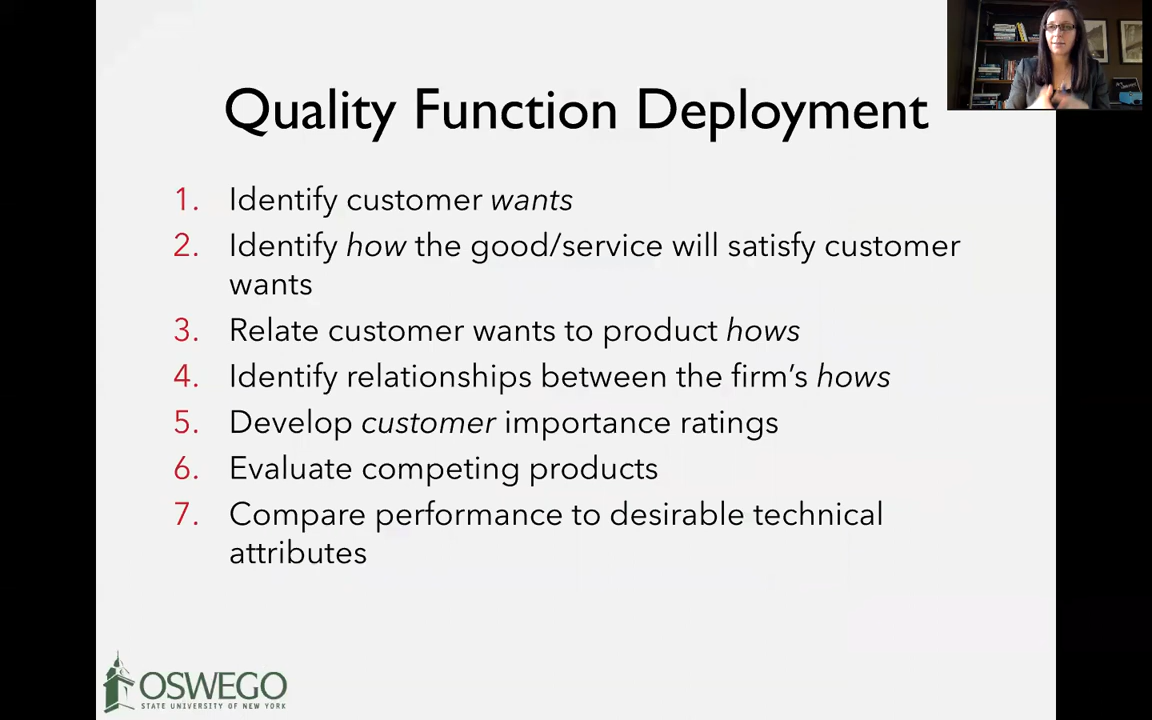 Quality Function Deployment
1. Identify customer wants
2. Identify how the good/service will satisfy customer
wants
3. Relate customer wants to product hows
4. Identify relationships between the firm's hows
5. Develop customer importance ratings
6. Evaluate competing products
7. Compare performance to desirable technical
attributes
OSWEGO
STATE UNIVERSITY OF NEW YORK